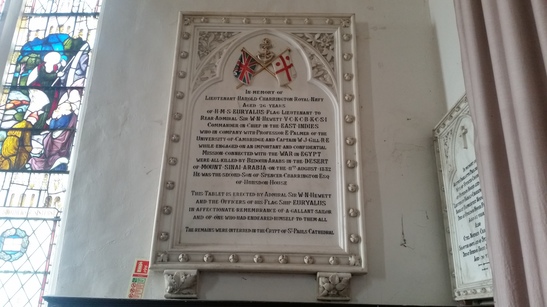 In memory of
Lieutenant Harold Charrington Royal Navy
Aged 26 years
of H M S Euryalus Flag Lieutenant to
Rear Admiral Sir W N Hewett V C K C B K C S I
Commander in Chief in the East Indies
who in company with Professor E Palmer of the
University of Cambridge and Captain W J Gill R E
while engaged on an important and confidential
Mission connected with the War in Egypt
were all killed by Bedouin Arabs in the Desert
of Mount Sinai Arabia on the August 1882
He was the second Son of Spencer Charrington Esq
of Hunsdon House
This Tablet is erected by Admiral Sir W N Hewett
and the Officers of his Flag Ship Euryalus
in affectionate remembrance of a gallant sailor
and of one who had endeared himself to them all
The remains were interred in the Crypt of St Pauls Cathedral